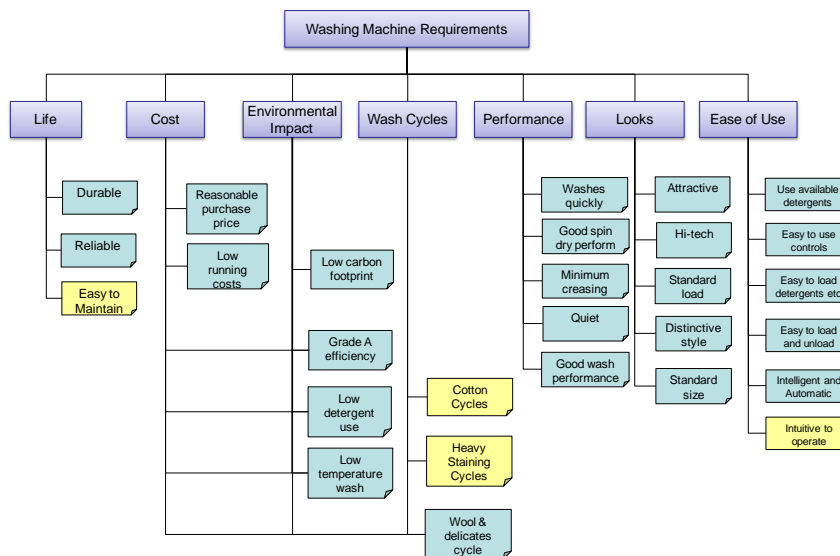 Washing Machine Requirements
Life
Cost
Environmental
Impact
Wash Cycles
Performance
Looks
Ease of Use
Durable
Reliable
Easy to
Maintain
Reasonable
purchase
price
Low
running
costs
Low carbon
footprint
Grade A
efficiency
Low
detergent
use
Low
temperature
wash
Cotton
Cycles
Heavy
Staining
Cycles
Wool &
delicates
cycle
Washes
quickly
Good spin
dry perform
Minimum
creasing
Quiet
Good wash
performance
Attractive
Hi-tech
Standard
load
Distinctive
style
Standard
size
Use available
detergents
Easy to use
controls
Easy to load
detergents etc
Easy to load
and unload
Intelligent and
Automatic
Intuitive to
operate